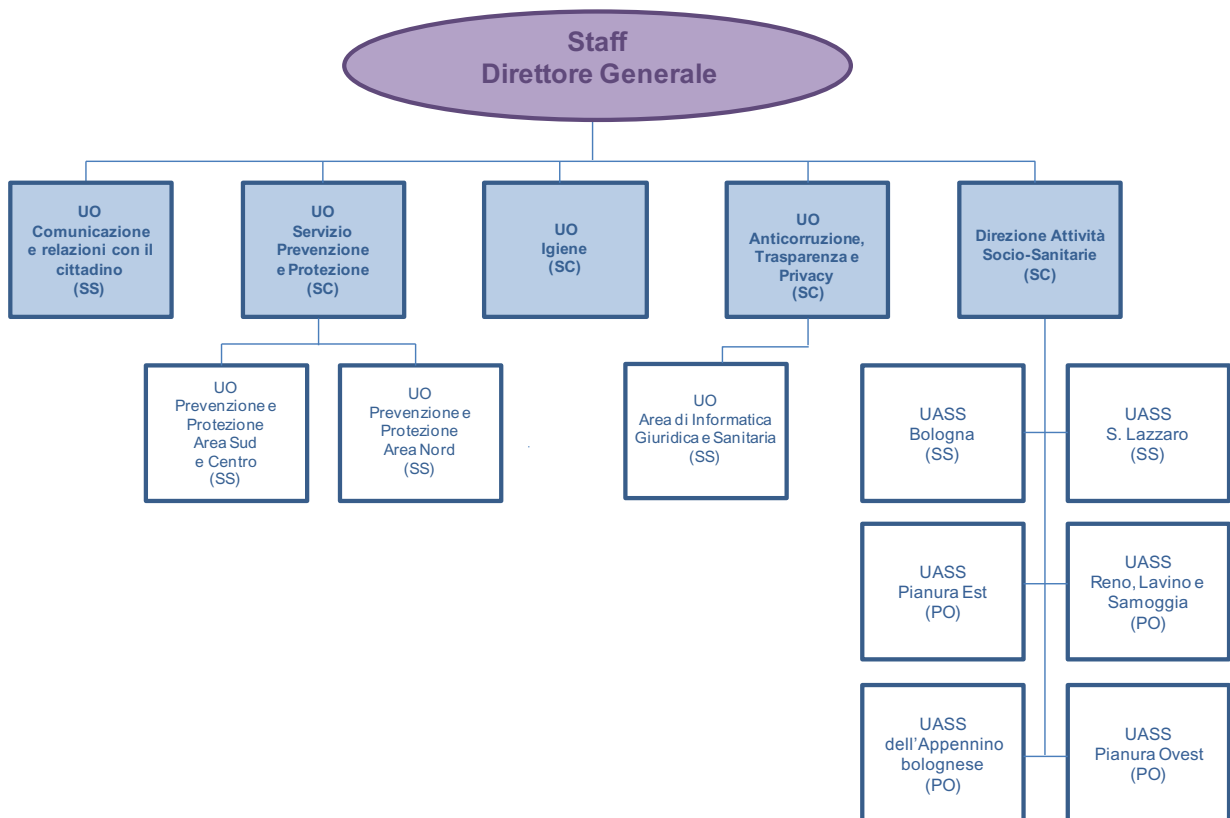 Staff
Direttore Generale
UO
Comunicazione
e relazioni con il
cittadino
(SS)
UO
Servizio
Prevenzione
e Protezione
(SC)
UO
Igiene
(SC)
UO
Anticorruzione,
Trasparenza e
Privacy
(SC)
Direzione Attività
Socio-Sanitarie
(SC)
UO
Prevenzione e
Protezione
Area Sud
e Centro
(SS)
UO
Prevenzione e
Protezione
Area Nord
(SS)
UO
Area di Informatica
Giuridica e Sanitaria
(SS)
UASS
Bologna
(SS)
UASS
S. Lazzaro
(SS)
UASS
Pianura Est
(PO)
UASS
Reno, Lavino e
Samoggia
(PO)
UASS
dell’Appennino
bolognese
(PO)
UASS
Pianura Ovest
(PO)